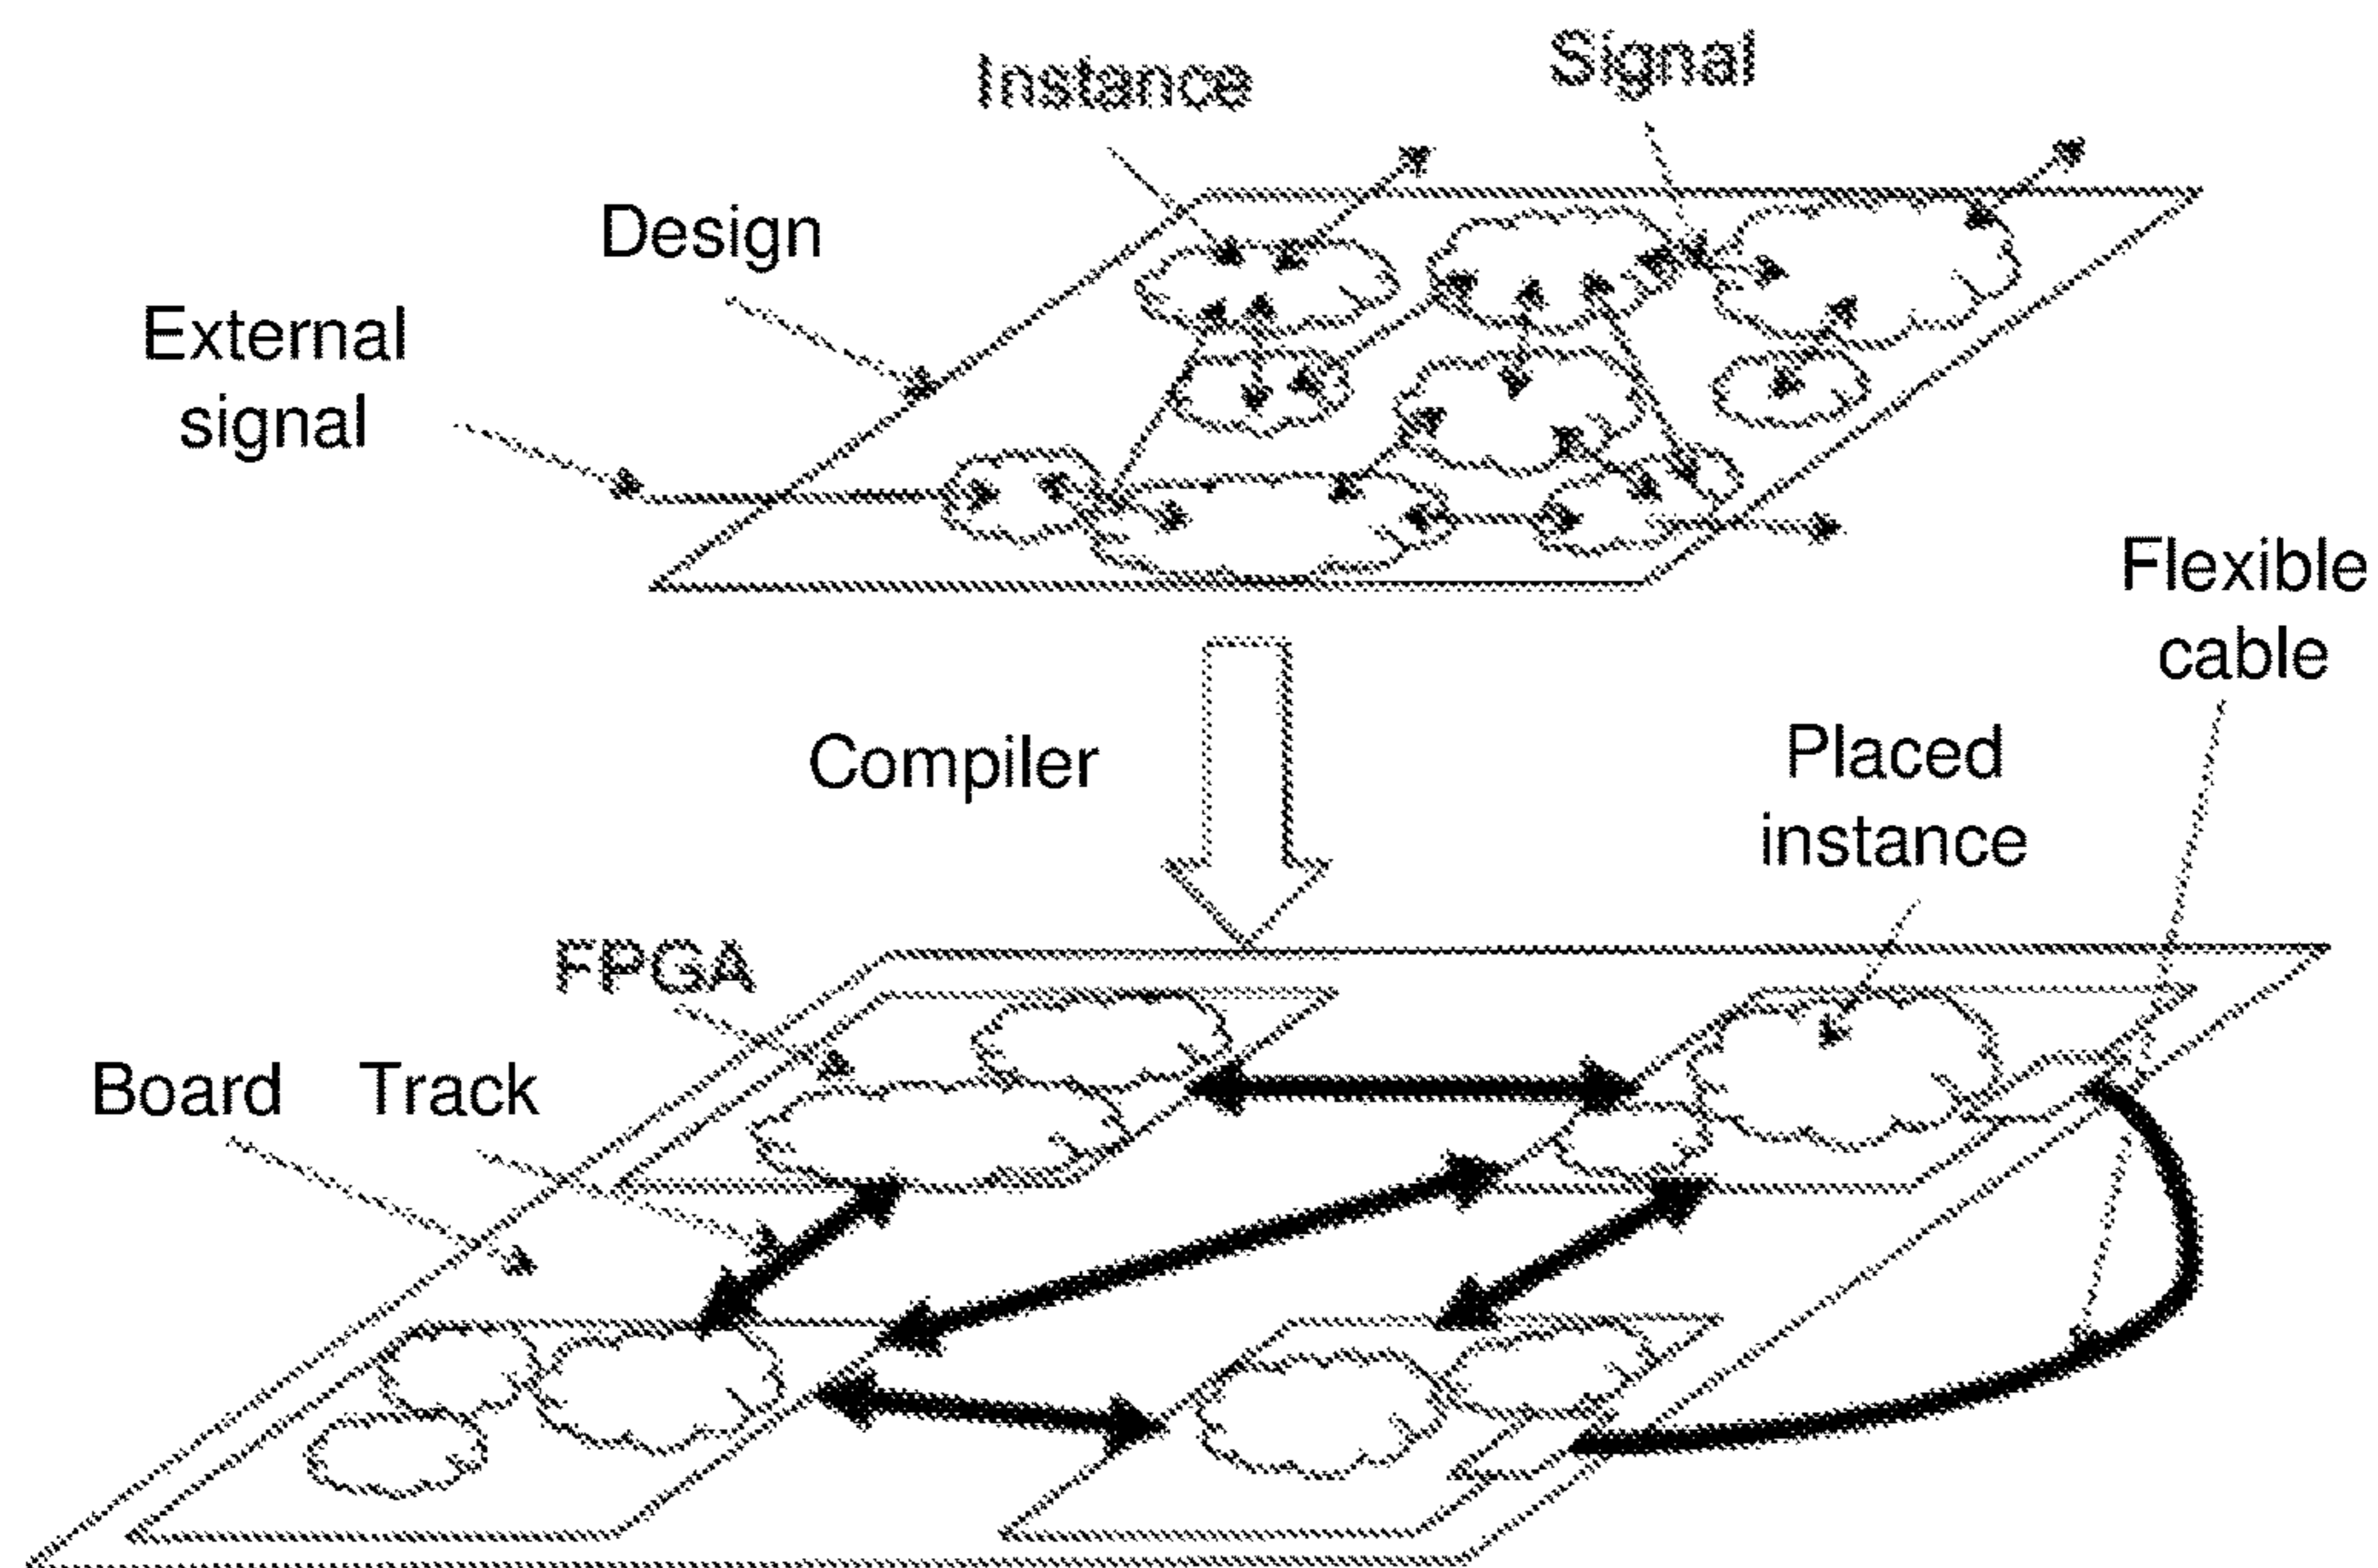 Instance
Signal
Design
External
signal
Flexible
cable
Compiler
Placed
instance
FPGA
Board
Track